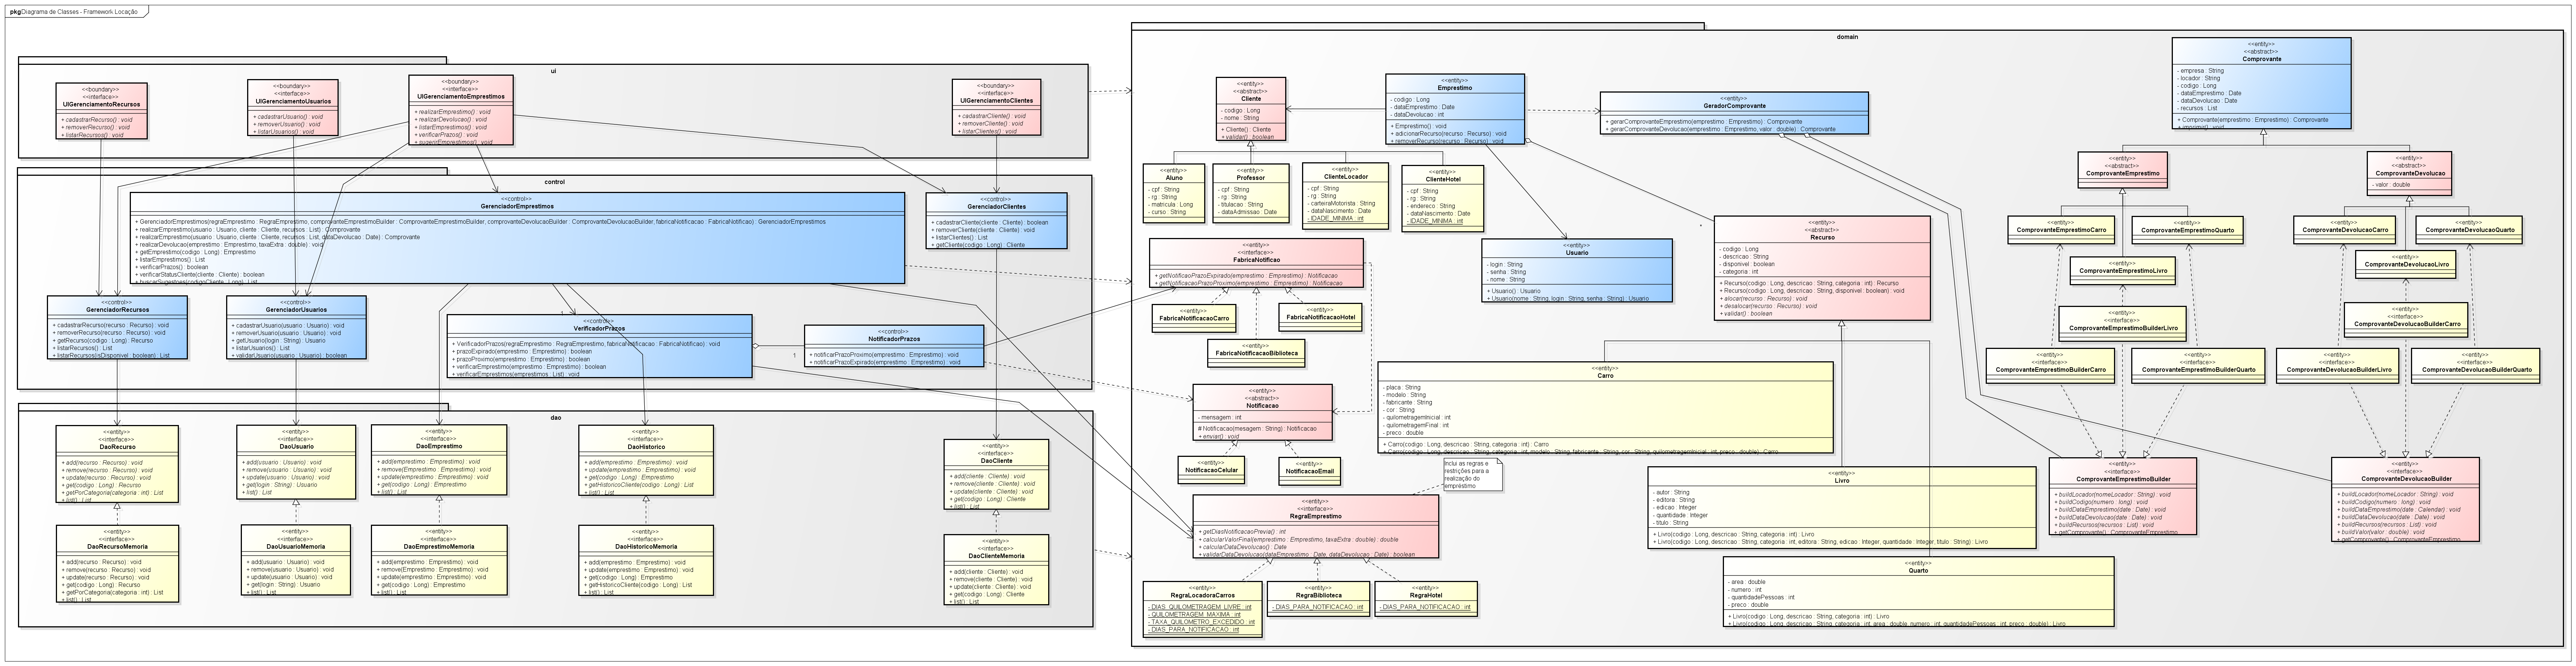 pkg Diagrama de Classes - Framework Locação
ui
<<boundary>>
<<interface>>
UIGerenciamentoRecursos
+ cadastrarRecurso() : void
+ removerRecurso() : void
+ listarRecursos() : void
<<boundary>>
<<interface>>
UIGerenciamentoUsuarios
+ cadastrarUsuario() : void
+ removerUsuario() : void
+ listarUsuarios() : void
<<boundary>>
<<interface>>
UIGerenciamentoEmprestimos
+ realizarEmprestimo() : void
+ realizarDevolucao() : void
+ listarEmprestimos() : void
+ verificarPrazos() : void
+ sugerirEmprestimos() : void
<<boundary>>
<<interface>>
UIGerenciamentoClientes
+ cadastrarCliente() : void
+ removerCliente() : void
+ listarClientes() : void
control
<<control>>
GerenciadorEmprestimos
+ GerenciadorEmprestimos(regraEmprestimo : RegraEmprestimo, comprovanteEmprestimoBuilder : ComprovanteEmprestimoBuilder, comprovanteDevolucaoBuilder : ComprovanteDevolucaoBuilder, fabricaNotificacao : FabricaNotificao) : GerenciadorEmprestimos
+ realizarEmprestimo(usuario : Usuario, cliente : Cliente, recursos : List) : Comprovante
+ realizarEmprestimo(usuario : Usuario, cliente : Cliente, recursos : List, dataDevolucao : Date) : Comprovante
+ realizarDevolucao(emprestimo : Emprestimo, taxaExtra : double) : void
+ getEmprestimo(codigo : Long) : Emprestimo
+ listarEmprestimos() : List
+ verificarPrazos() : boolean
+ verificarStatusCliente(cliente : Cliente) : boolean
+ buscarSugestoes(codigoCliente : Long) : List
<<control>>
GerenciadorClientes
+ cadastrarCliente(cliente : Cliente) : boolean
+ removerCliente(cliente : Cliente) : void
+ listarClientes() : List
+ getCliente(codigo : Long) : Cliente
<<control>>
GerenciadorRecursos
+ cadastrarRecurso(recurso : Recurso) : void
+ removerRecurso(recurso : Recurso) : void
+ getRecurso(codigo : Long) : Recurso
+ listarRecursos() : List
+ listarRecursos(isDisponivel : boolean) : List
<<control>>
GerenciadorUsuarios
+ cadastrarUsuario(usuario : Usuario) : void
+ removerUsuario(usuario : Usuario) : void
+ getUsuario(login : String) : Usuario
+ listarUsuarios() : List
+ validarUsuario(usuario : Usuario) : boolean
<<control>>
VerificadorPrazos
+ VerificadorPrazos(regraEmprestimo : RegraEmprestimo, fabricaNotificacao : FabricaNotificao) : void
+ prazoExpirado(emprestimo : Emprestimo) : boolean
+ prazoProximo(emprestimo : Emprestimo) : boolean
+ verificarEmprestimo(emprestimo : Emprestimo) : boolean
+ verificarEmprestimos(emprestimos : List) : void
1
<<control>>
NotificadorPrazos
+ notificarPrazoProximo(emprestimo : Emprestimo) : void
+ notificarPrazoExpirado(emprestimo : Emprestimo) : void
dao
<<entity>>
<<interface>>
DaoRecurso
+ add(recurso : Recurso) : void
+ remove(recurso : Recurso) : void
+ update(recurso : Recurso) : void
+ get(codigo : Long) : Recurso
+ getPorCategoria(categoria : int) : List
+ list() : List
<<entity>>
<<interface>>
DaoUsuario
+ add(usuario : Usuario) : void
+ remove(usuario : Usuario) : void
+ update(usuario : Usuario) : void
+ get(login : String) : Usuario
+ list() : List
<<entity>>
<<interface>>
DaoEmprestimo
+ add(emprestimo : Emprestimo) : void
+ remove(Emprestimo : Emprestimo) : void
+ update(emprestimo : Emprestimo) : void
+ get(codigo : Long) : Emprestimo
+ list() : List
<<entity>>
<<interface>>
DaoHistorico
+ add(emprestimo : Emprestimo) : void
+ update(emprestimo : Emprestimo) : void
+ get(codigo : Long) : Emprestimo
+ getHistoricoCliente(codigo : Long) : List
+ list() : List
<<entity>>
<<interface>>
DaoCliente
+ add(cliente : Cliente) : void
+ remove(cliente : Cliente) : void
+ update(cliente : Cliente) : void
+ get(codigo : Long) : Cliente
+ list() : List
<<entity>>
<<interface>>
DaoRecursoMemoria
+ add(recurso : Recurso) : void
+ remove(recurso : Recurso) : void
+ update(recurso : Recurso) : void
+ get(codigo : Long) : Recurso
+ getPorCategoria(categoria : int) : List
+ list() : List
<<entity>>
<<interface>>
DaoUsuarioMemoria
+ add(usuario : Usuario) : void
+ remove(usuario : Usuario) : void
+ update(usuario : Usuario) : void
+ get(login : String) : Usuario
+ list() : List
<<entity>>
<<interface>>
DaoEmprestimoMemoria
+ add(emprestimo : Emprestimo) : void
+ remove(Emprestimo : Emprestimo) : void
+ update(emprestimo : Emprestimo) : void
+ get(codigo : Long) : Emprestimo
+ list() : List
<<entity>>
<<interface>>
DaoHistoricoMemoria
+ add(emprestimo : Emprestimo) : void
+ update(emprestimo : Emprestimo) : void
+ get(codigo : Long) : Emprestimo
+ getHistoricoCliente(codigo : Long) : List
+ list() : List
<<entity>>
<<interface>>
DaoClienteMemoria
+ add(cliente : Cliente) : void
+ remove(cliente : Cliente) : void
+ update(cliente : Cliente) : void
+ get(codigo : Long) : Cliente
+ list() : List
domain
<<entity>>
<<abstract>>
Cliente
- codigo : Long
- nome : String
+ Cliente() : Cliente
+ validar() : boolean
<<entity>>
Emprestimo
- codigo : Long
- dataEmprestimo : Date
- dataDevolucao : int
+ Emprestimo() : void
+ adicionarRecurso(recurso : Recurso) : void
+ removerRecurso(recurso : Recurso) : void
<<entity>>
GeradorComprovante
+ gerarComprovanteEmprestimo(emprestimo : Emprestimo) : Comprovante
+ gerarComprovanteDevolucao(emprestimo : Emprestimo, valor : double) : Comprovante
<<entity>>
<<abstract>>
Comprovante
- empresa : String
- locador : String
- codigo : Long
- dataEmprestimo : Date
- dataDevolucao : Date
- recursos : List
+ Comprovante(emprestimo : Emprestimo) : Comprovante
+ imprimir() : void
<<entity>>
Aluno
- cpf : String
- rg : String
- matricula : Long
- curso : String
<<entity>>
Professor
- cpf : String
- rg : String
- titulacao : String
- dataAdmissao : Date
<<entity>>
ClienteLocador
- cpf : String
- rg : String
- carteiraMotorista : String
- dataNascimento : Date
- IDADE_MINIMA : int
<<entity>>
ClienteHotel
- cpf : String
- rg : String
- endereco : String
- dataNascimento : Date
- IDADE_MINIMA : int
<<entity>>
<<abstract>>
ComprovanteEmprestimo
<<entity>>
<<abstract>>
ComprovanteDevolucao
- valor : double
<<entity>>
<<interface>>
FabricaNotificao
+ getNotificaoPrazoExpirado(emprestimo : Emprestimo) : Notificacao
+ getNotificaoPrazoProximo(emprestimo : Emprestimo) : Notificacao
<<entity>>
FabricaNotificacaoCarro
<<entity>>
FabricaNotificacaoHotel
<<entity>>
FabricaNotificacaoBiblioteca
<<entity>>
Usuario
- login : String
- senha : String
- nome : String
+ Usuario() : Usuario
+ Usuario(nome : String, login : String, senha : String) : Usuario
<<entity>>
<<abstract>>
Recurso
- codigo : Long
- descricao : String
- disponivel : boolean
- categoria : int
+ Recurso(codigo : Long, descricao : String, categoria : int) : Recurso
+ Recurso(codigo : Long, descricao : String, disponivel : boolean) : void
+ alocar(recurso : Recurso) : void
+ desalocar(recurso : Recurso) : void
+ validar() : boolean
<<entity>>
ComprovanteEmprestimoCarro
<<entity>>
ComprovanteEmprestimoQuarto
<<entity>>
ComprovanteEmprestimoLivro
<<entity>>
<<interface>>
ComprovanteEmprestimoBuilderLivro
<<entity>>
<<interface>>
ComprovanteEmprestimoBuilderCarro
<<entity>>
<<interface>>
ComprovanteEmprestimoBuilderQuarto
<<entity>>
ComprovanteDevolucaoCarro
<<entity>>
ComprovanteDevolucaoQuarto
<<entity>>
ComprovanteDevolucaoLivro
<<entity>>
<<interface>>
ComprovanteDevolucaoBuilderCarro
<<entity>>
<<interface>>
ComprovanteDevolucaoBuilderLivro
<<entity>>
<<interface>>
ComprovanteDevolucaoBuilderQuarto
<<entity>>
<<abstract>>
Notificacao
- mensagem : int
# Notificacao(mesagem : String) : Notificacao
+ enviar() : void
<<entity>>
NotificacaoCelular
<<entity>>
NotificacaoEmail
<<entity>>
Carro
- placa : String
- modelo : String
- fabricante : String
- cor : String
- quilometragemInicial : int
- quilometragemFinal : int
- preco : double
+ Carro(codigo : Long, descricao : String, categoria : int) : Carro
+ Carro(codigo : Long, descricao : String, categoria : int, modelo : String, fabricante : String, cor : String, quilometragemInicial : int, preco : double) : Carro
Inclui as regras e
restrições para a
realização do
empréstimo
<<entity>>
<<interface>>
RegraEmprestimo
+ getDiasNotificacaoPrevia() : int
+ calcularValorFinal(emprestimo : Emprestimo, taxaExtra : double) : double
+ calcularDataDevolucao() : Date
+ validarDataDevolucao(dataEmprestimo : Date, dataDevolucao : Date) : boolean
<<entity>>
RegraLocadoraCarros
- DIAS_QUILOMETRAGEM_LIVRE : int
- QUILOMETRAGEM_MAXIMA : int
- TAXA_QUILOMETRO_EXCEDIDO : int
- DIAS_PARA_NOTIFICACAO : int
<<entity>>
RegraBiblioteca
- DIAS_PARA_NOTIFICACAO : int
<<entity>>
RegraHotel
- DIAS_PARA_NOTIFICACAO : int
<<entity>>
Livro
- autor : String
- editora : String
- edicao : Integer
- quantidade : Integer
- titulo : String
+ Livro(codigo : Long, descricao : String, categoria : int) : Livro
+ Livro(codigo : Long, descricao : String, categoria : int, editora : String, edicao : Integer, quantidade : Integer, titulo : String) : Livro
<<entity>>
Quarto
- area : double
- numero : int
- quantidadePessoas : int
- preco : double
+ Livro(codigo : Long, descricao : String, categoria : int) : Livro
+ Livro(codigo : Long, descricao : String, categoria : int, area : double, numero : int, quantidadePessoas : int, preco : double) : Livro
<<entity>>
<<interface>>
ComprovanteEmprestimoBuilder
+ buildLocador(nomeLocador : String) : void
+ buildCodigo(numero : long) : void
+ buildDataEmprestimo(date : Date) : void
+ buildDataDevolucao(date : Date) : void
+ buildRecursos(recursos : List) : void
+ getComprovante() : ComprovanteEmprestimo
<<entity>>
<<interface>>
ComprovanteDevolucaoBuilder
+ buildLocador(nomeLocador : String) : void
+ buildCodigo(numero : long) : void
+ buildDataEmprestimo(date : Calendar) : void
+ buildDataDevolucao(date : Date) : void
+ buildRecursos(recursos : List) : void
+ buildValor(valor : double) : void
+ getComprovante() : ComprovanteEmprestimo